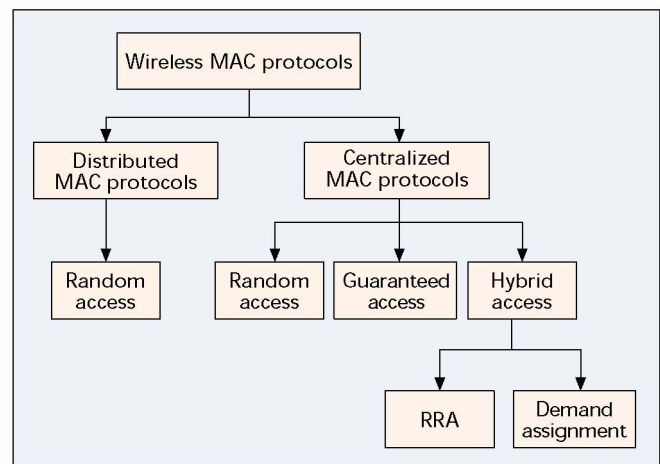 Wireless MAC protocols
Distributed
MAC protocols
Centralized
MAC protocols
Random
access
Random
access
Guaranteed
access
Hybrid
access
RRA
Demand
assignment